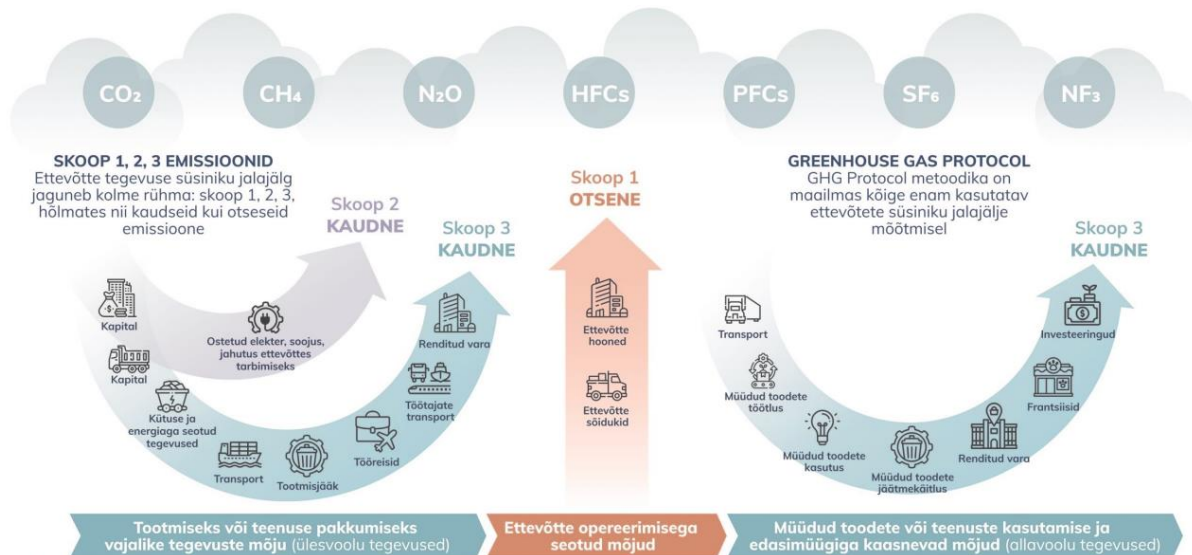 CO₂
CH₄
N₂O
HFCs
PFCs
SF₆
NF₃
SKOOP 1, 2, 3 EMISSIOONID
Ettevõtte tegevuse süsiniku jalajälg
jaguneb kolme rühma: skoop 1, 2, 3,
hõlmates nii kaudseid kui otseseid
emissioone
Skoop 2
KAUDNE
Skoop 3
KAUDNE
Skoop 1
OTSENE
GREENHOUSE GAS PROTOCOL
GHG Protocol metoodika on
maailmas kõige enam kasutatav
ettevõtete süsiniku jalajälje
mõõtmisel
Skoop 3
KAUDNE
Kapital
Kapital
Kütuse ja
energiaga seotud
tegevused
Transport
Tootmisjääk
Tööreisid
Töötajate
transport
Renditud vara
Ostetud elekter, soojus,
jahutus ettevõttes
tarbimiseks
Ettevõtte
hooned
Ettevõtte
sõidukid
Transport
Müüdud toodete
töötlus
Müüdud toodete
kasutus
Müüdud toodete
jäätmekäitlus
Renditud vara
Frantsiisid
Investeeringud
Tootmiseks või teenuse pakkumiseks
vajalike tegevuste mõju (ülesvoolu tegevused)
Ettevõtte opereerimisega
seotud mõjud
Müüdud toodete või teenuste kasutamise ja
edasimüügiga kaasnevad mõjud (allavoolu tegevused)